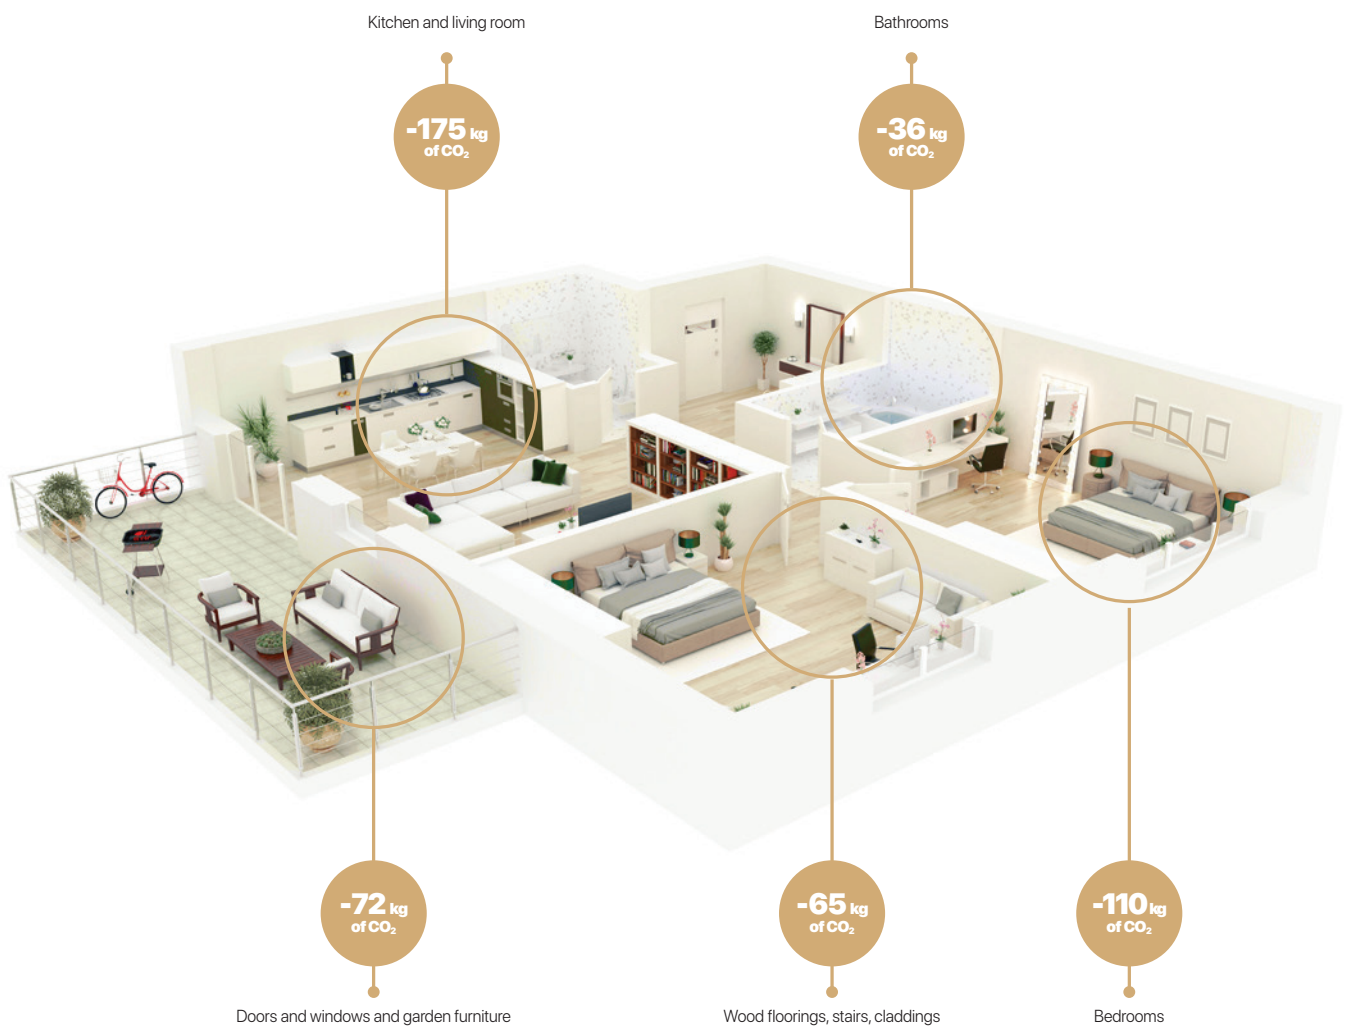 Kitchen and living room
Bathrooms
-175 kg
of CO₂
-36 kg
of CO₂
-72 kg
of CO₂
-65 kg
of CO₂
-110 kg
of CO₂
Doors and windows and garden furniture
Wood floorings, stairs, claddings
Bedrooms